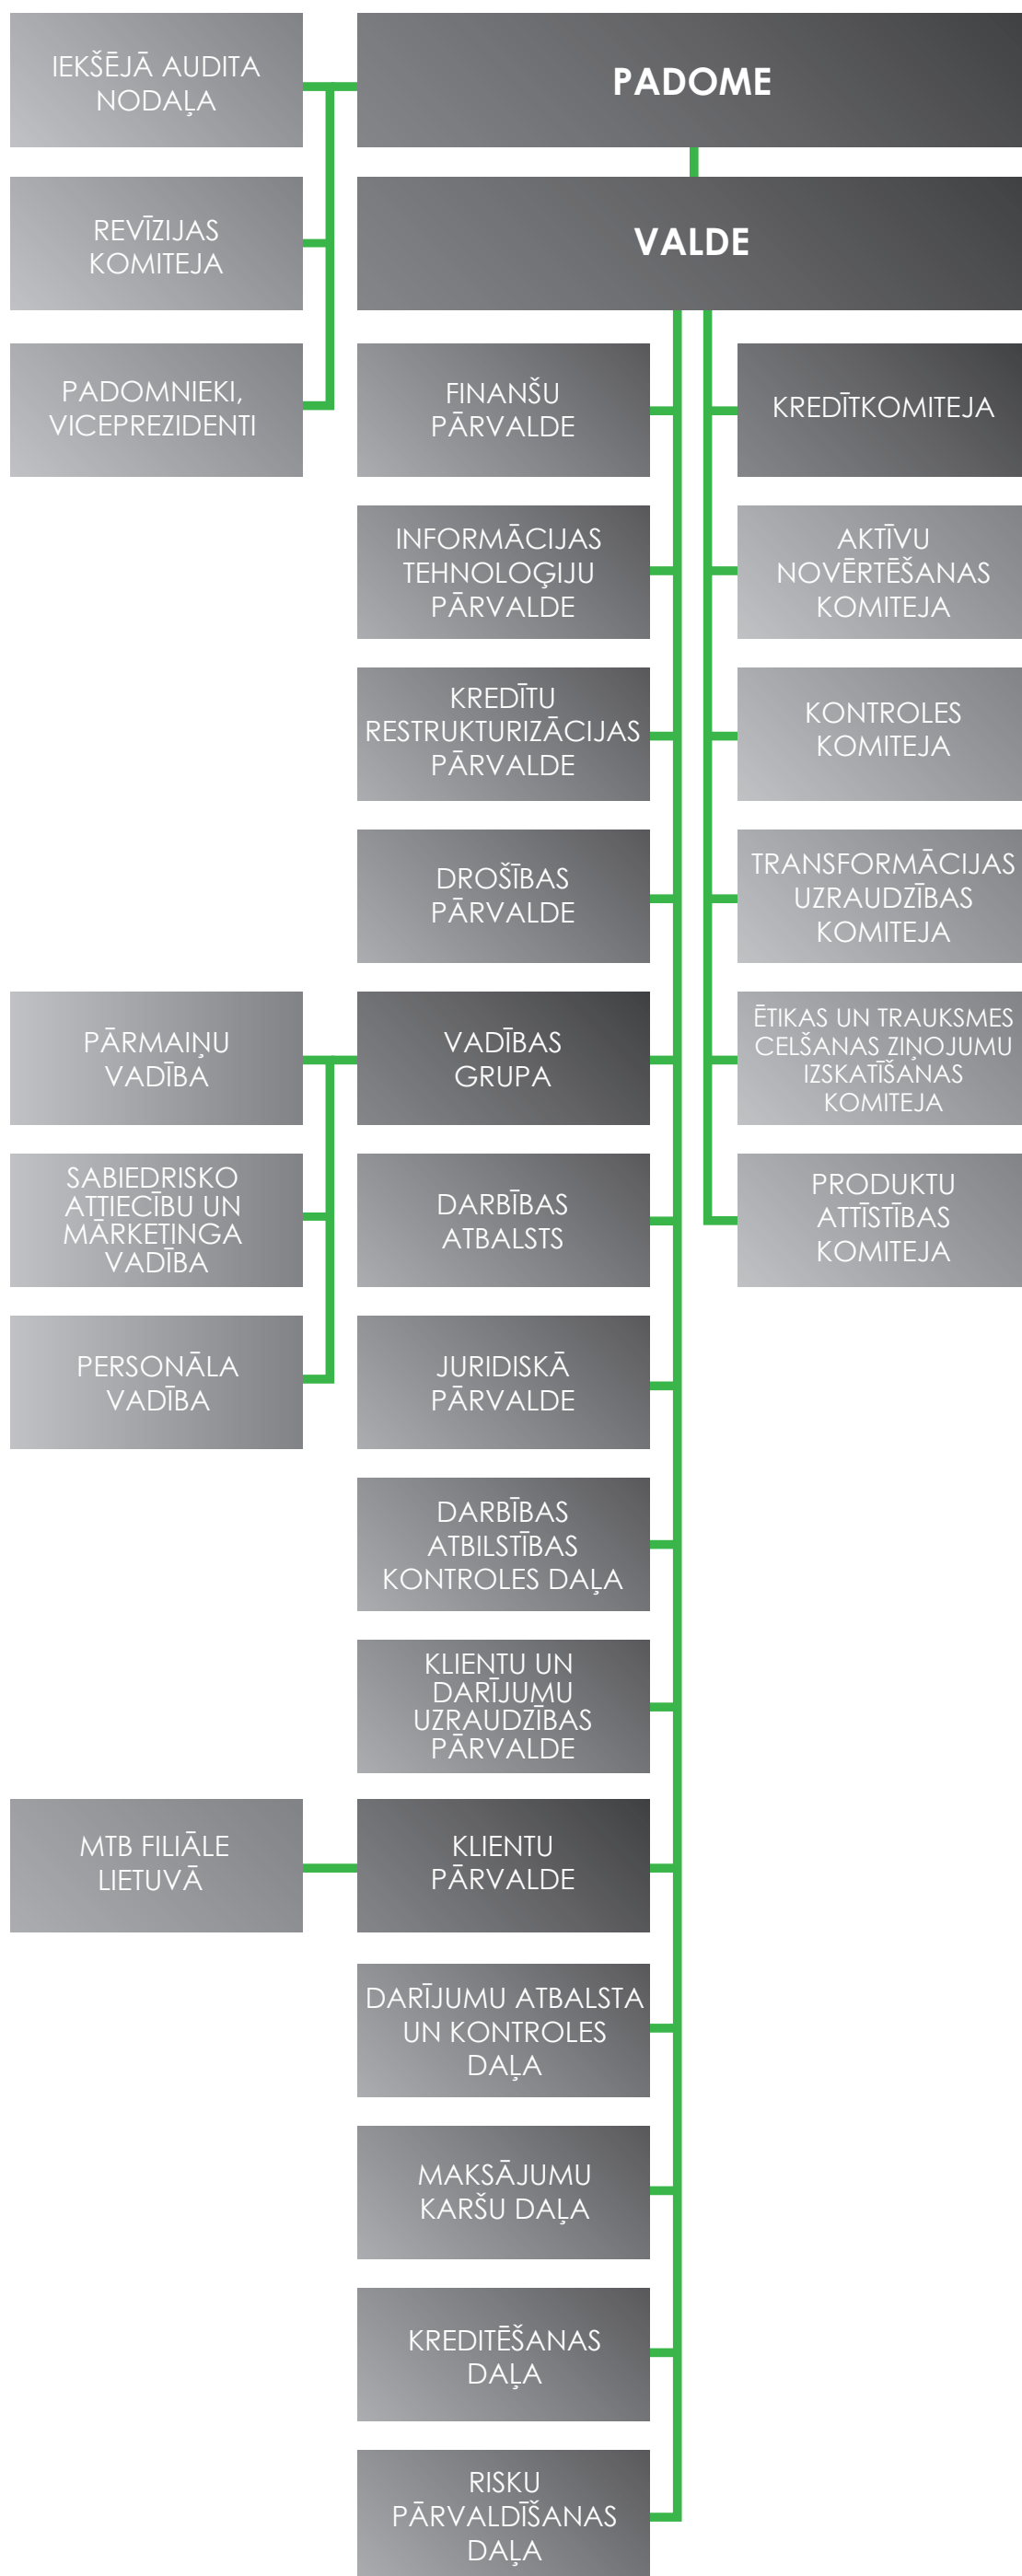 IEKŠĒJĀ AUDITA
NODAĻA
PADOME
REVĪZIJAS
KOMITEJA
VALDE
PADOMNIEKI,
VICEPREZIDENTI
FINANŠU
PĀRVALDE
KREDĪTKOMITEJA
INFORMĀCIJAS
TEHNOLOĢIJU
PĀRVALDE
AKTĪVU
NOVĒRTĒŠANAS
KOMITEJA
KREDĪTU
RESTRUKTURIZĀCIJAS
PĀRVALDE
KONTROLES
KOMITEJA
DROŠĪBAS
PĀRVALDE
TRANSFORMĀCIJAS
UZRAUDZĪBAS
KOMITEJA
PĀRMAIŅU
VADĪBA
VADĪBAS
GRUPA
ĒTIKAS UN TRAUKSMES
CELŠANAS ZIŅOJUMU
IZSKATĪŠANAS
KOMITEJA
SABIEDRISKO
ATTIECĪBU UN
MĀRKETINGA
VADĪBA
DARBĪBAS
ATBALSTS
PRODUKTU
ATTĪSTĪBAS
KOMITEJA
PERSONĀLA
VADĪBA
JURIDISKĀ
PĀRVALDE
DARBĪBAS
ATBILSTĪBAS
KONTROLES DAĻA
KLIENTU UN
DARĪJUMU
UZRAUDZĪBAS
PĀRVALDE
MTB FILIĀLE
LIETUVĀ
KLIENTU
PĀRVALDE
DARĪJUMU ATBALSTA
UN KONTROLES
DAĻA
MAKSĀJUMU
KARŠU DAĻA
KREDITĒŠANAS
DAĻA
RISKU
PĀRVALDĪŠANAS
DAĻA